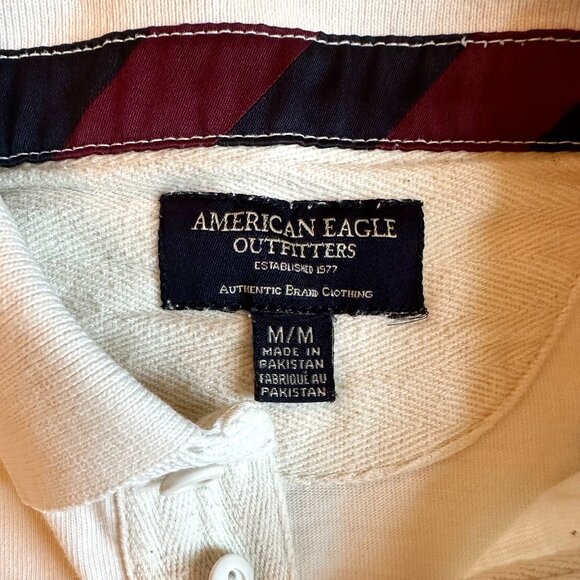 AMERICAN EAGLE
OUTFITTERS
ESTABLISHED 1977
AUTHENTIC BRAND CLOTHING
M/M
MADE IN
PAKISTAN
FABRIQUÉ AU
PAKISTAN